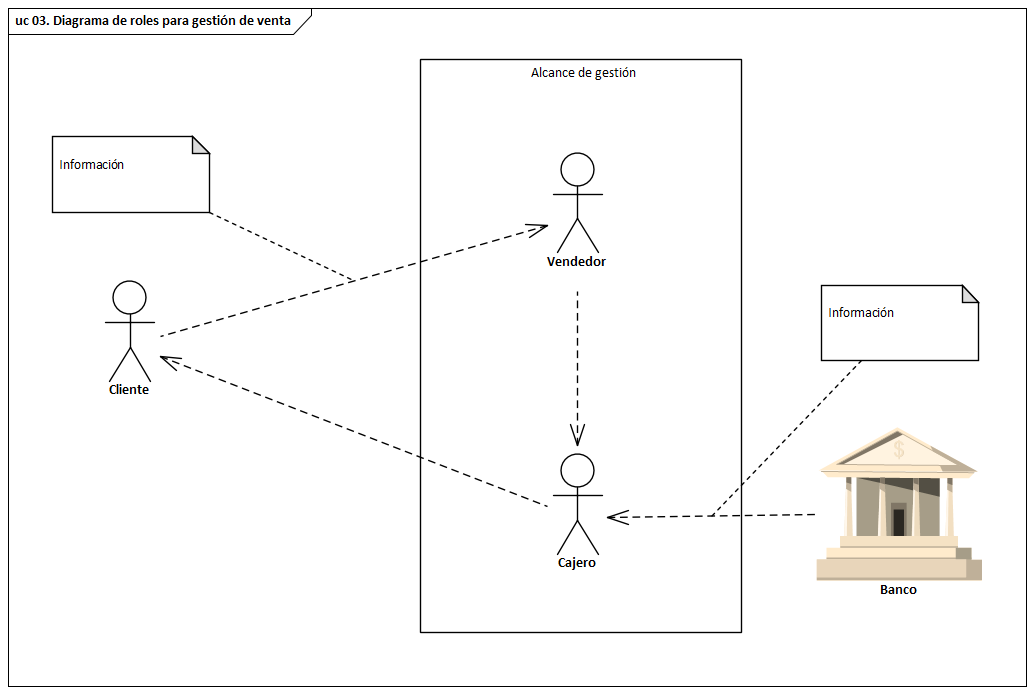 uc 03. Diagrama de roles para gestión de venta
Alcance de gestión
Información
Vendedor
Información
Cliente
$
Cajero
Banco